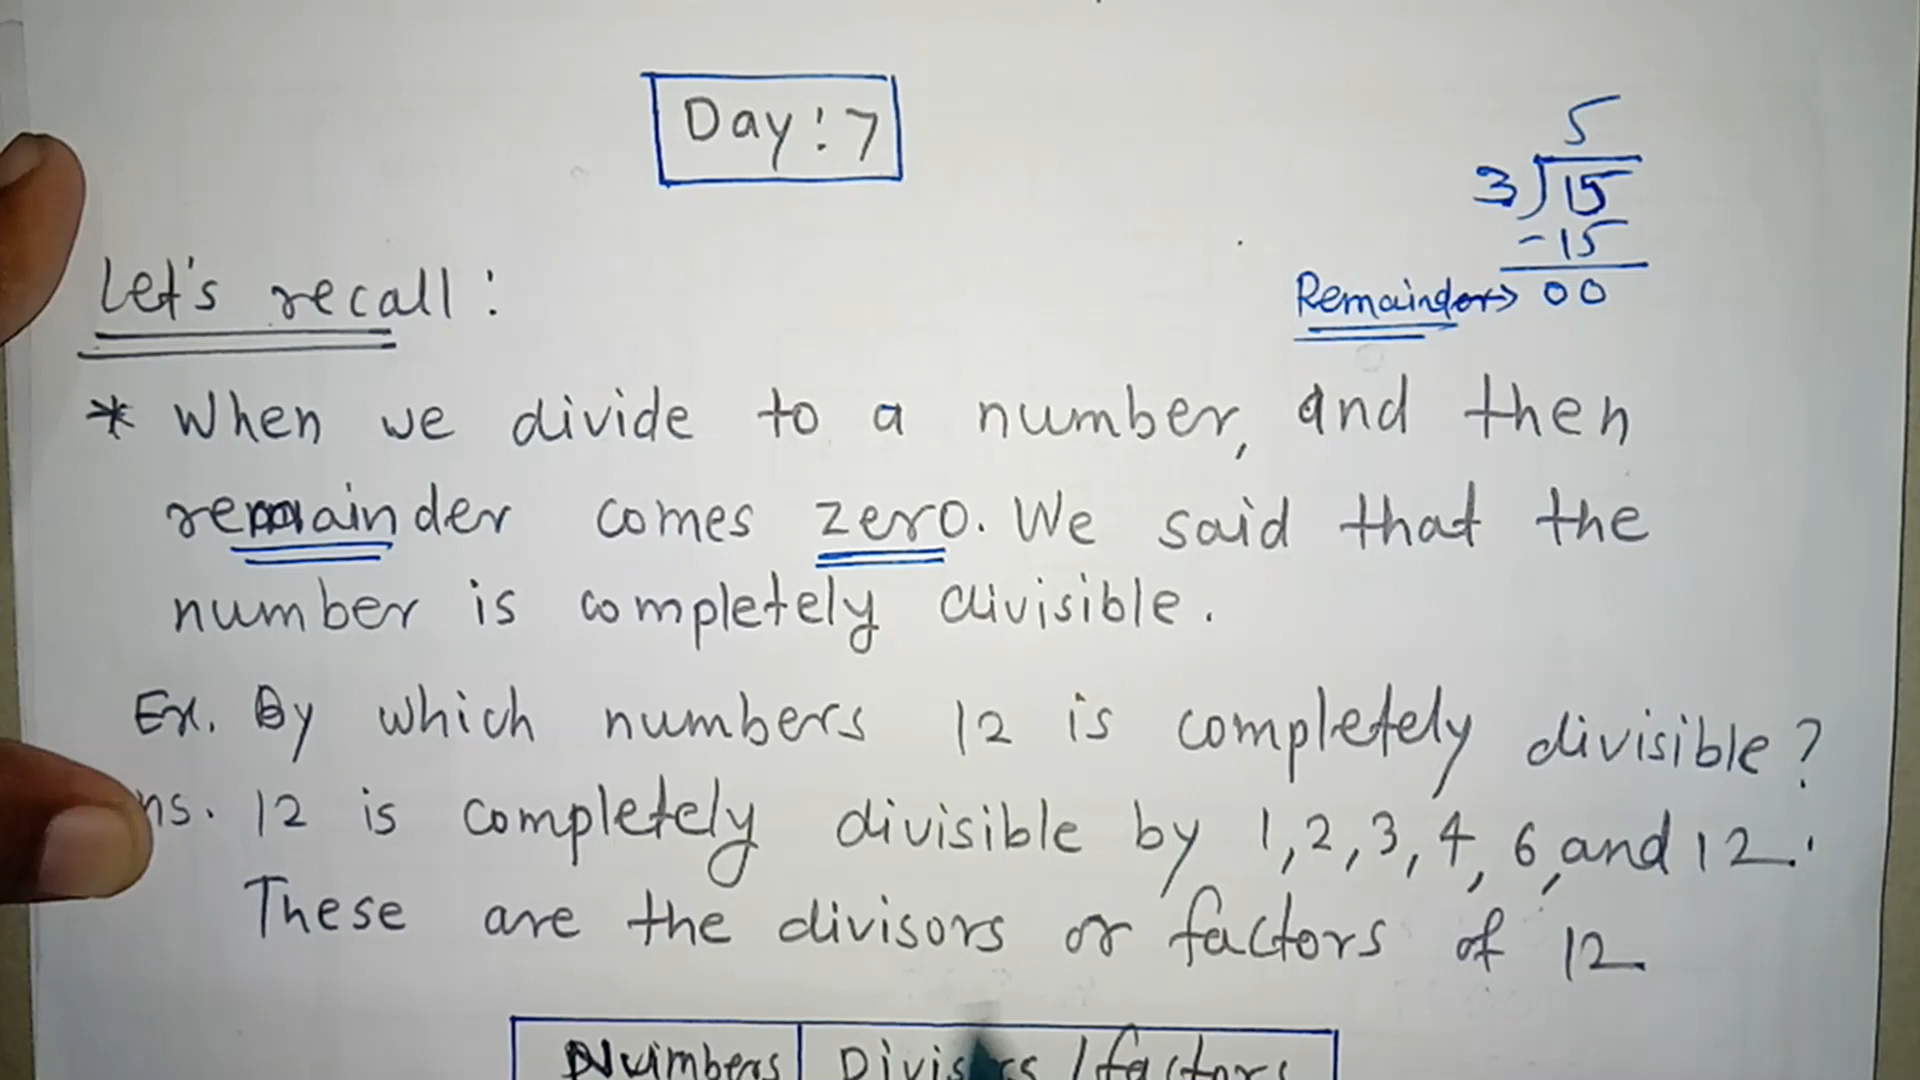 Day: 7
5
3)15
-15
Remainder→ 00
Let's recall:
* When we divide to a number, and then
remainder comes zero. We said that the
number is completely divisible.
Ex. By which numbers 12 is completely divisible?
ns. 12 is completely divisible by 1, 2, 3, 4, 6, and 12.
These are the divisors or factors of 12
Numbers Divisors / factors